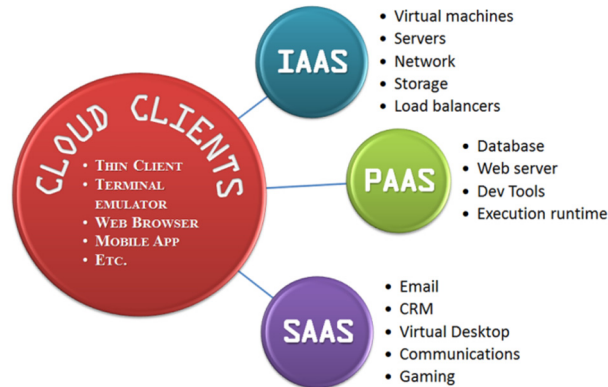 CLOUD CLIENTS
• THIN CLIENT
• TERMINAL
EMULATOR
• WEB BROWSER
• MOBILE APP
• ETC.
IAAS
• Virtual machines
• Servers
• Network
• Storage
• Load balancers
PAAS
• Database
• Web server
• Dev Tools
• Execution runtime
SAAS
• Email
• CRM
• Virtual Desktop
• Communications
• Gaming